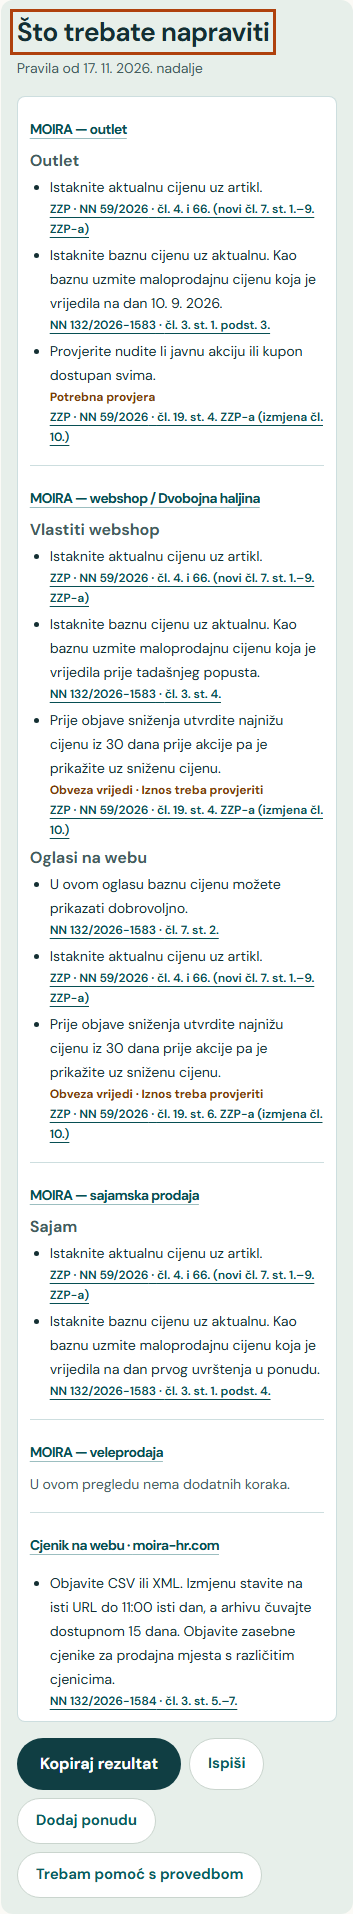 Što trebate napraviti
Pravila od 17. 11. 2026. nadalje
MOIRA — outlet
Outlet
Istaknite aktualnu cijenu uz artikl.
ZZP · NN 59/2026 · čl. 4. i 66. (novi čl. 7. st. 1.–9.
ZZP-a)
Istaknite baznu cijenu uz aktualnu. Kao
baznu uzmite maloprodajnu cijenu koja je
vrijedila na dan 10. 9. 2026.
NN 132/2026-1583 · čl. 3. st. 1. podst. 3.
Provjerite nudite li javnu akciju ili kupon
dostupan svima.
Potrebna provjera
ZZP · NN 59/2026 · čl. 19. st. 4. ZZP-a (izmjena čl.
10.)
MOIRA — webshop / Dvobojna haljina
Vlastiti webshop
Istaknite aktualnu cijenu uz artikl.
ZZP · NN 59/2026 · čl. 4. i 66. (novi čl. 7. st. 1.–9.
ZZP-a)
Istaknite baznu cijenu uz aktualnu. Kao
baznu uzmite maloprodajnu cijenu koja je
vrijedila prije tadašnjeg popusta.
NN 132/2026-1583 · čl. 3. st. 4.
Prije objave sniženja utvrdite najnižu
cijenu iz 30 dana prije akcije pa je
prikažite uz sniženu cijenu.
Obveza vrijedi · Iznos treba provjeriti
ZZP · NN 59/2026 · čl. 19. st. 4. ZZP-a (izmjena čl.
10.)
Oglasi na webu
U ovom oglasu baznu cijenu možete
prikazati dobrovoljno.
NN 132/2026-1583 · čl. 7. st. 2.
Istaknite aktualnu cijenu uz artikl.
ZZP · NN 59/2026 · čl. 4. i 66. (novi čl. 7. st. 1.–9.
ZZP-a)
Prije objave sniženja utvrdite najnižu
cijenu iz 30 dana prije akcije pa je
prikažite uz sniženu cijenu.
Obveza vrijedi · Iznos treba provjeriti
ZZP · NN 59/2026 · čl. 19. st. 6. ZZP-a (izmjena čl.
10.)
MOIRA — sajamska prodaja
Sajam
Istaknite aktualnu cijenu uz artikl.
ZZP · NN 59/2026 · čl. 4. i 66. (novi čl. 7. st. 1.–9.
ZZP-a)
Istaknite baznu cijenu uz aktualnu. Kao
baznu uzmite maloprodajnu cijenu koja je
vrijedila na dan prvog uvrštenja u ponudu.
NN 132/2026-1583 · čl. 3. st. 1. podst. 4.
MOIRA — veleprodaja
U ovom pregledu nema dodatnih koraka.
Cjenik na webu · moira-hr.com
Objavite CSV ili XML. Izmjenu stavite na
isti URL do 11:00 isti dan, a arhivu čuvajte
dostupnom 15 dana. Objavite zasebne
cjenike za prodajna mjesta s različitim
cjenicima.
NN 132/2026-1584 · čl. 3. st. 5.–7.
Kopiraj rezultat
Ispiši
Dodaj ponudu
Trebam pomoć s provedbom